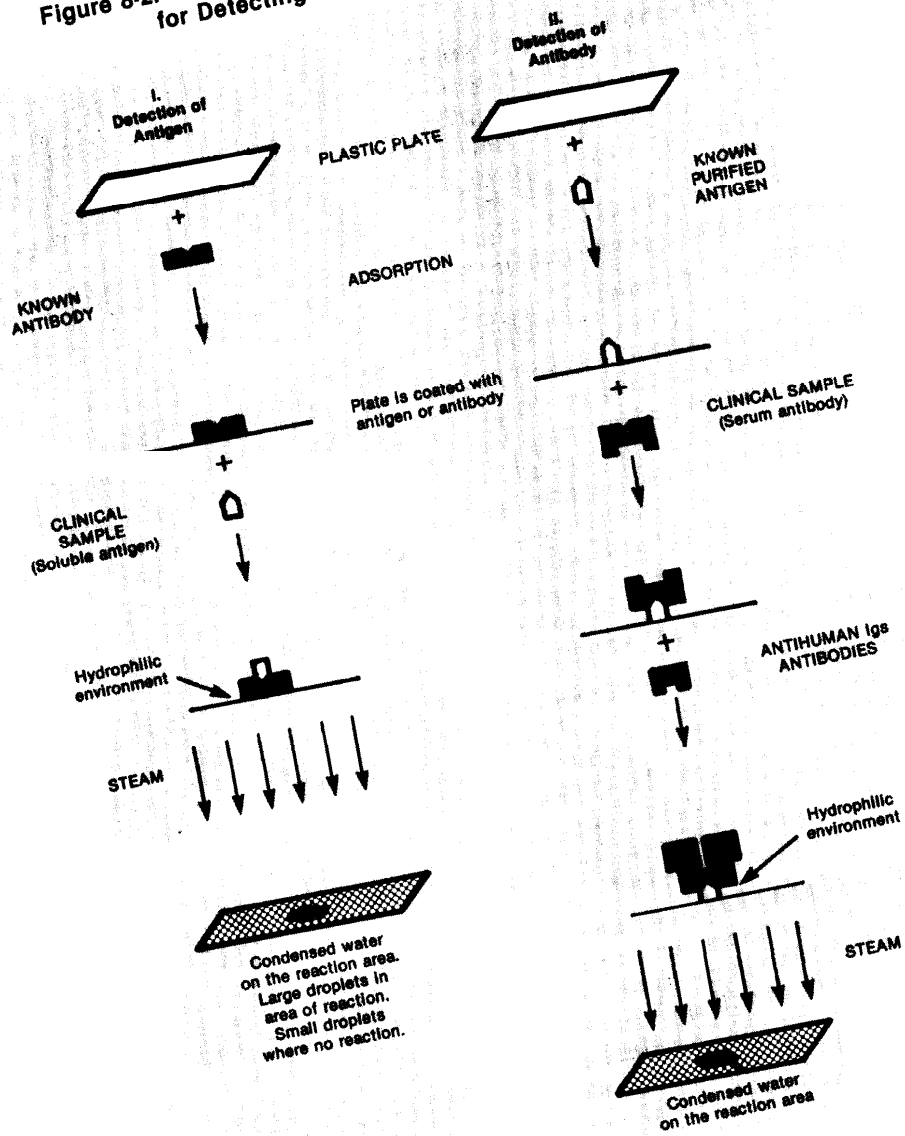 Figure 8-2.
for Detecting
I.
Detection of
Antigen
II.
Detection of
Antibody
PLASTIC PLATE
KNOWN
PURIFIED
ANTIGEN
+
+
KNOWN
ANTIBODY
ADSORPTION
Plate is coated with
antigen or antibody
+
+
CLINICAL SAMPLE
(Serum antibody)
CLINICAL
SAMPLE
(Soluble antigen)
+
ANTIHUMAN Igs
ANTIBODIES
Hydrophilic
environment
STEAM
Hydrophilic
environment
STEAM
Condensed water
on the reaction area.
Large droplets in
area of reaction.
Small droplets
where no reaction.
Condensed water
on the reaction area